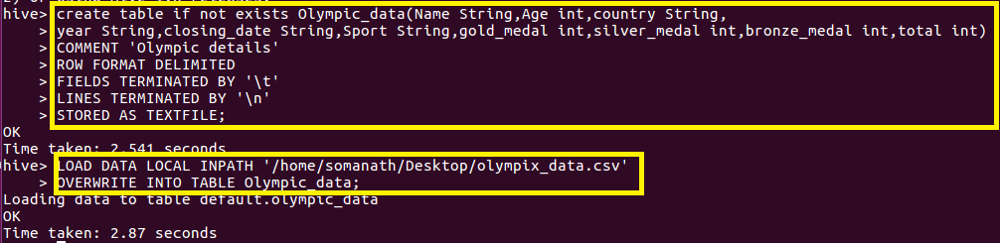 hive> create table if not exists Olympic_data(Name String,Age int,country String,
> year String,closing_date String,Sport String,gold_medal int,silver_medal int,bronze_medal int,total int)
> COMMENT 'Olympic details'
> ROW FORMAT DELIMITED
> FIELDS TERMINATED BY '\t'
> LINES TERMINATED BY '\n'
> STORED AS TEXTFILE;
OK
Time taken: 2.541 seconds
hive> LOAD DATA LOCAL INPATH '/home/somanath/Desktop/olympix_data.csv'
> OVERWRITE INTO TABLE Olympic_data;
Loading data to table default.olympic_data
OK
Time taken: 2.87 seconds